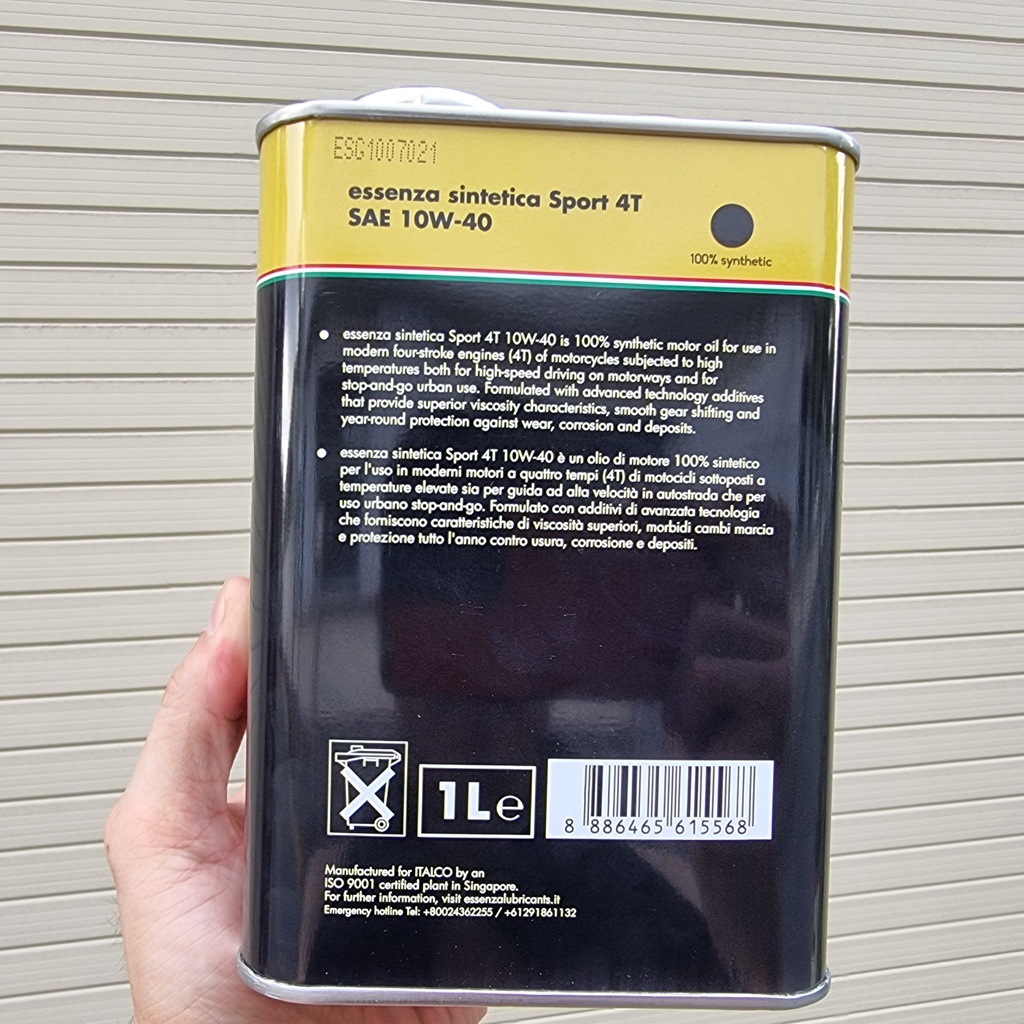 ESG1007021
essenza sintetica Sport 4T
SAE 10W-40
100% synthetic
essenza sintetica Sport 4T 10W-40 is 100% synthetic motor oil for use in
modern four-stroke engines (4T) of motorcycles subjected to high
temperatures both for high-speed driving on motorways and for
stop-and-go urban use. Formulated with advanced technology additives
that provide superior viscosity characteristics, smooth gear shifting and
year-round protection against wear, corrosion and deposits.
essenza sintetica Sport 4T 10W-40 è un olio di motore 100% sintetico
per l'uso in moderni motori a quattro tempi (4T) di motocicli sottoposti a
temperature elevate sia per guida ad alta velocità in autostrada che per
uso urbano stop-and-go. Formulato con additivi di avanzata tecnologia
che forniscono caratteristiche di viscosità superiori, morbidi cambi marcia
e protezione tutto l'anno contro usura, corrosione e depositi.
1L e
8 886465 615568
Manufactured for ITALCO by an
ISO 9001 certified plant in Singapore.
For further information, visit essenzalubricants.it
Emergency hotline Tel: +80024362255 / +61291861132